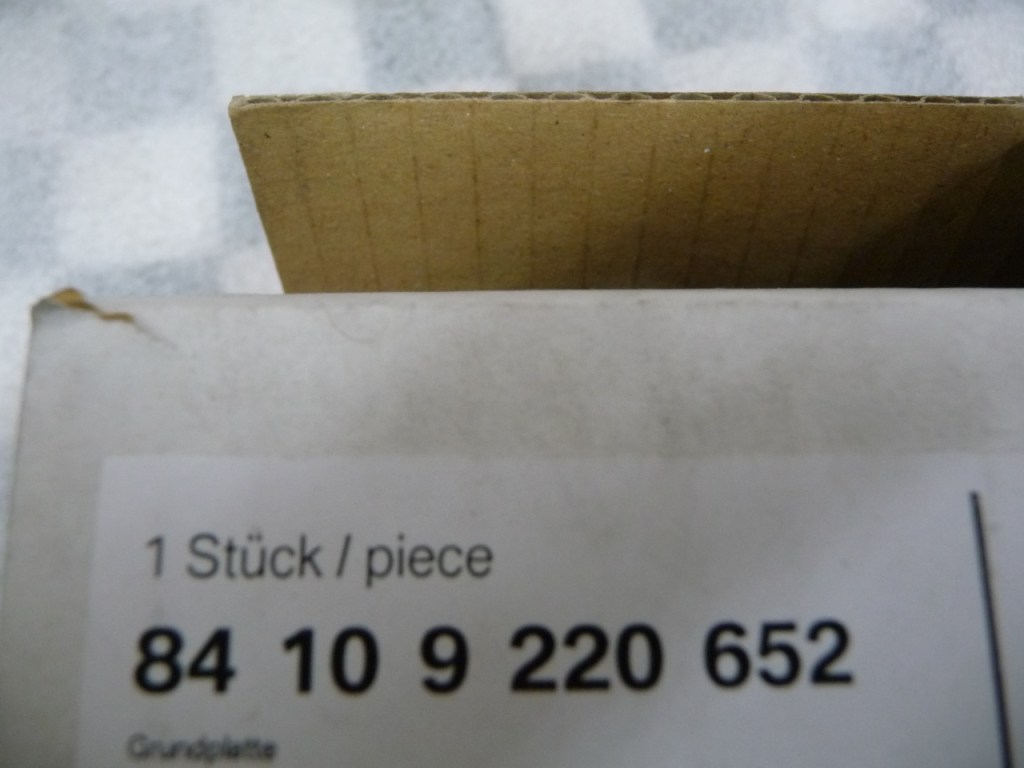 1 Stück / piece
84 10 9 220 652
Grundplatte